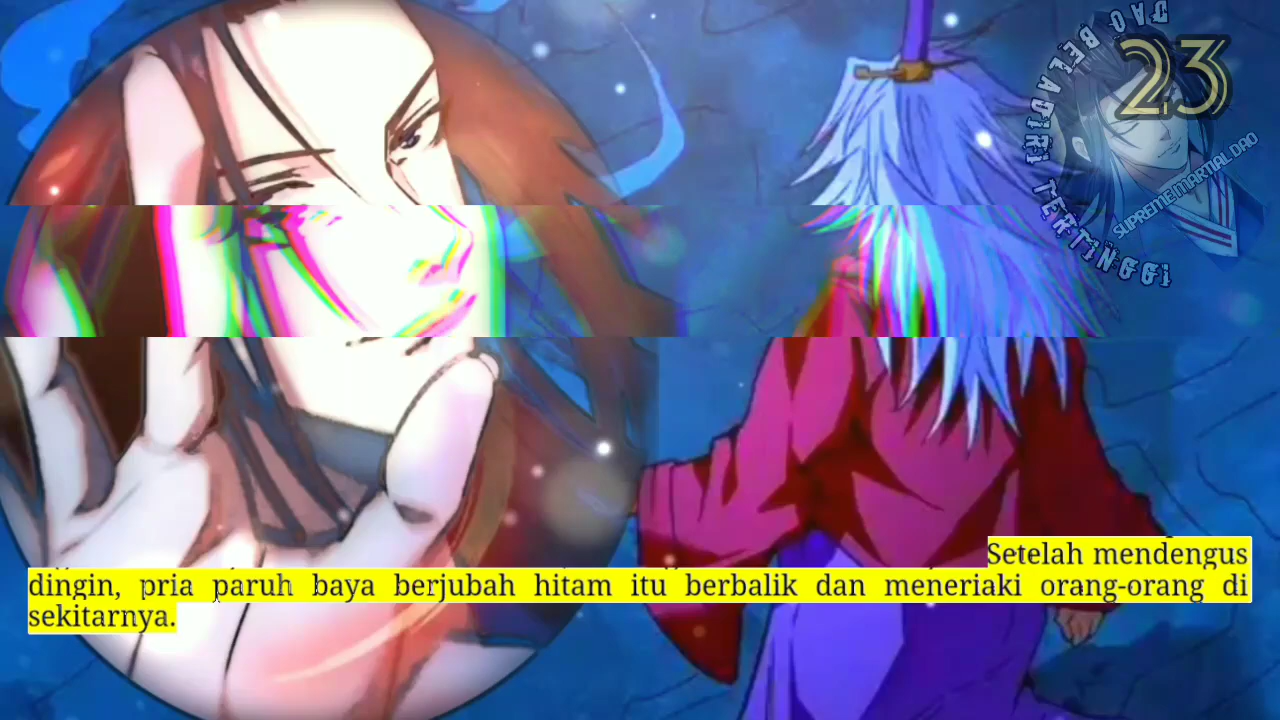 DAO BELADIRI TERTINGGI
23
SUPREME MARTIAL DAO
Setelah mendengus
dingin, pria paruh baya berjubah hitam itu berbalik dan meneriaki orang-orang di
sekitarnya.